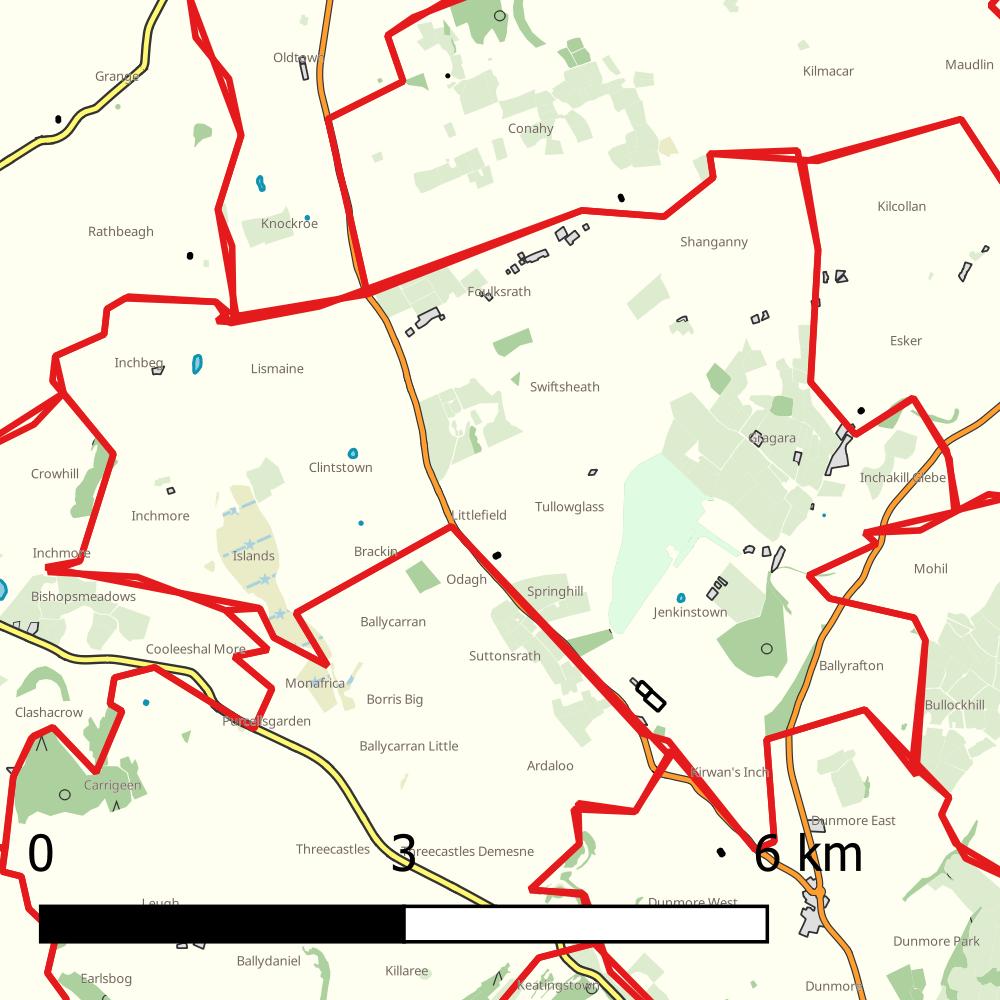 Oldtown
Grange
Kilmacar
Maudlin
Conahy
Rathbeagh
Knockroe
Kilcollan
Shanganny
Foulksrath
Inchbeg
Lismaine
Esker
Swiftsheath
Gragara
Crowhill
Clintstown
Inchakill Glebe
Inchmore
Littlefield
Tullowglass
Inchmore
Islands
Brackin
Mohil
Odagh
Bishopsmeadows
Springhill
Jenkinstown
Ballycarran
Cooleeshal More
Suttonsrath
Ballyrafton
Monafrica
Borris Big
Bullockhill
Clashacrow
Purcellsgarden
Ballycarran Little
Ardaloo
Kirwan's Inch
Carrigeen
Dunmore East
Threecastles
Threecastles Demesne
0 3 6 km
Leugh
Dunmore West
Dunmore Park
Ballydaniel
Killaree
Earlsbog
Keatingstown
Dunmore